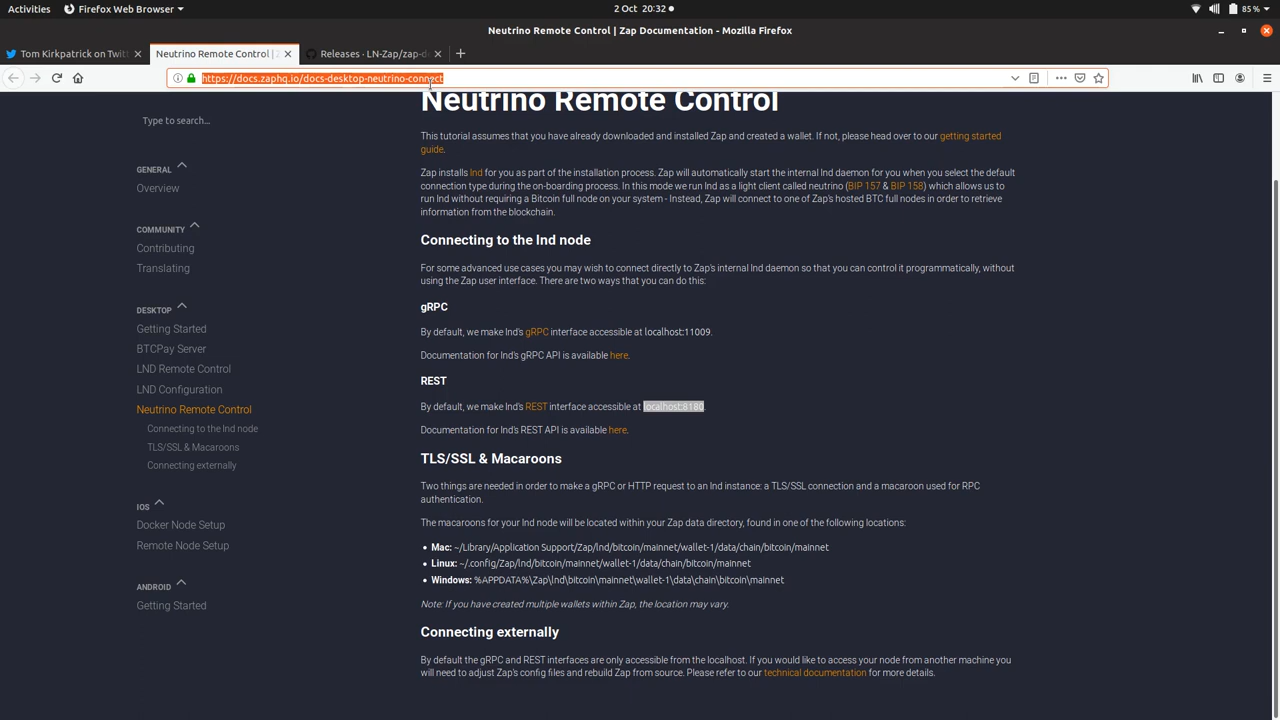 Activities
Firefox Web Browser
2 Oct 20:32
85 %
Neutrino Remote Control | Zap Documentation - Mozilla Firefox
Tom Kirkpatrick on Twitt
Neutrino Remote Control |
Releases · LN-Zap/zap-de
https://docs.zaphq.io/docs-desktop-neutrino-connect
Type to search...
GENERAL
Overview
COMMUNITY
Contributing
Translating
DESKTOP
Getting Started
BTCPay Server
LND Remote Control
LND Configuration
Neutrino Remote Control
Connecting to the lnd node
TLS/SSL & Macaroons
Connecting externally
IOS
Docker Node Setup
Remote Node Setup
ANDROID
Getting Started
Neutrino Remote Control
This tutorial assumes that you have already downloaded and installed Zap and created a wallet. If not, please head over to our getting started
guide.
Zap installs lnd for you as part of the installation process. Zap will automatically start the internal lnd daemon for you when you select the default
connection type during the on-boarding process. In this mode we run lnd as a light client called neutrino (BIP 157 & BIP 158) which allows us to
run lnd without requiring a Bitcoin full node on your system - Instead, Zap will connect to one of Zap's hosted BTC full nodes in order to retrieve
information from the blockchain.
Connecting to the lnd node
For some advanced use cases you may wish to connect directly to Zap's internal lnd daemon so that you can control it programmatically, without
using the Zap user interface. There are two ways that you can do this:
gRPC
By default, we make lnd's gRPC interface accessible at localhost:11009.
Documentation for lnd's gRPC API is available here.
REST
By default, we make lnd's REST interface accessible at localhost:8180.
Documentation for lnd's REST API is available here.
TLS/SSL & Macaroons
Two things are needed in order to make a gRPC or HTTP request to an lnd instance: a TLS/SSL connection and a macaroon used for RPC
authentication.
The macaroons for your lnd node will be located within your Zap data directory, found in one of the following locations:
• Mac: ~/Library/Application Support/Zap/lnd/bitcoin/mainnet/wallet-1/data/chain/bitcoin/mainnet
• Linux: ~/.config/Zap/lnd/bitcoin/mainnet/wallet-1/data/chain/bitcoin/mainnet
• Windows: %APPDATA%\Zap\lnd\bitcoin\mainnet\wallet-1\data\chain\bitcoin\mainnet
Note: If you have created multiple wallets within Zap, the location may vary.
Connecting externally
By default the gRPC and REST interfaces are only accessible from the localhost. If you would like to access your node from another machine you
will need to adjust Zap's config files and rebuild Zap from source. Please refer to our technical documentation for more details.